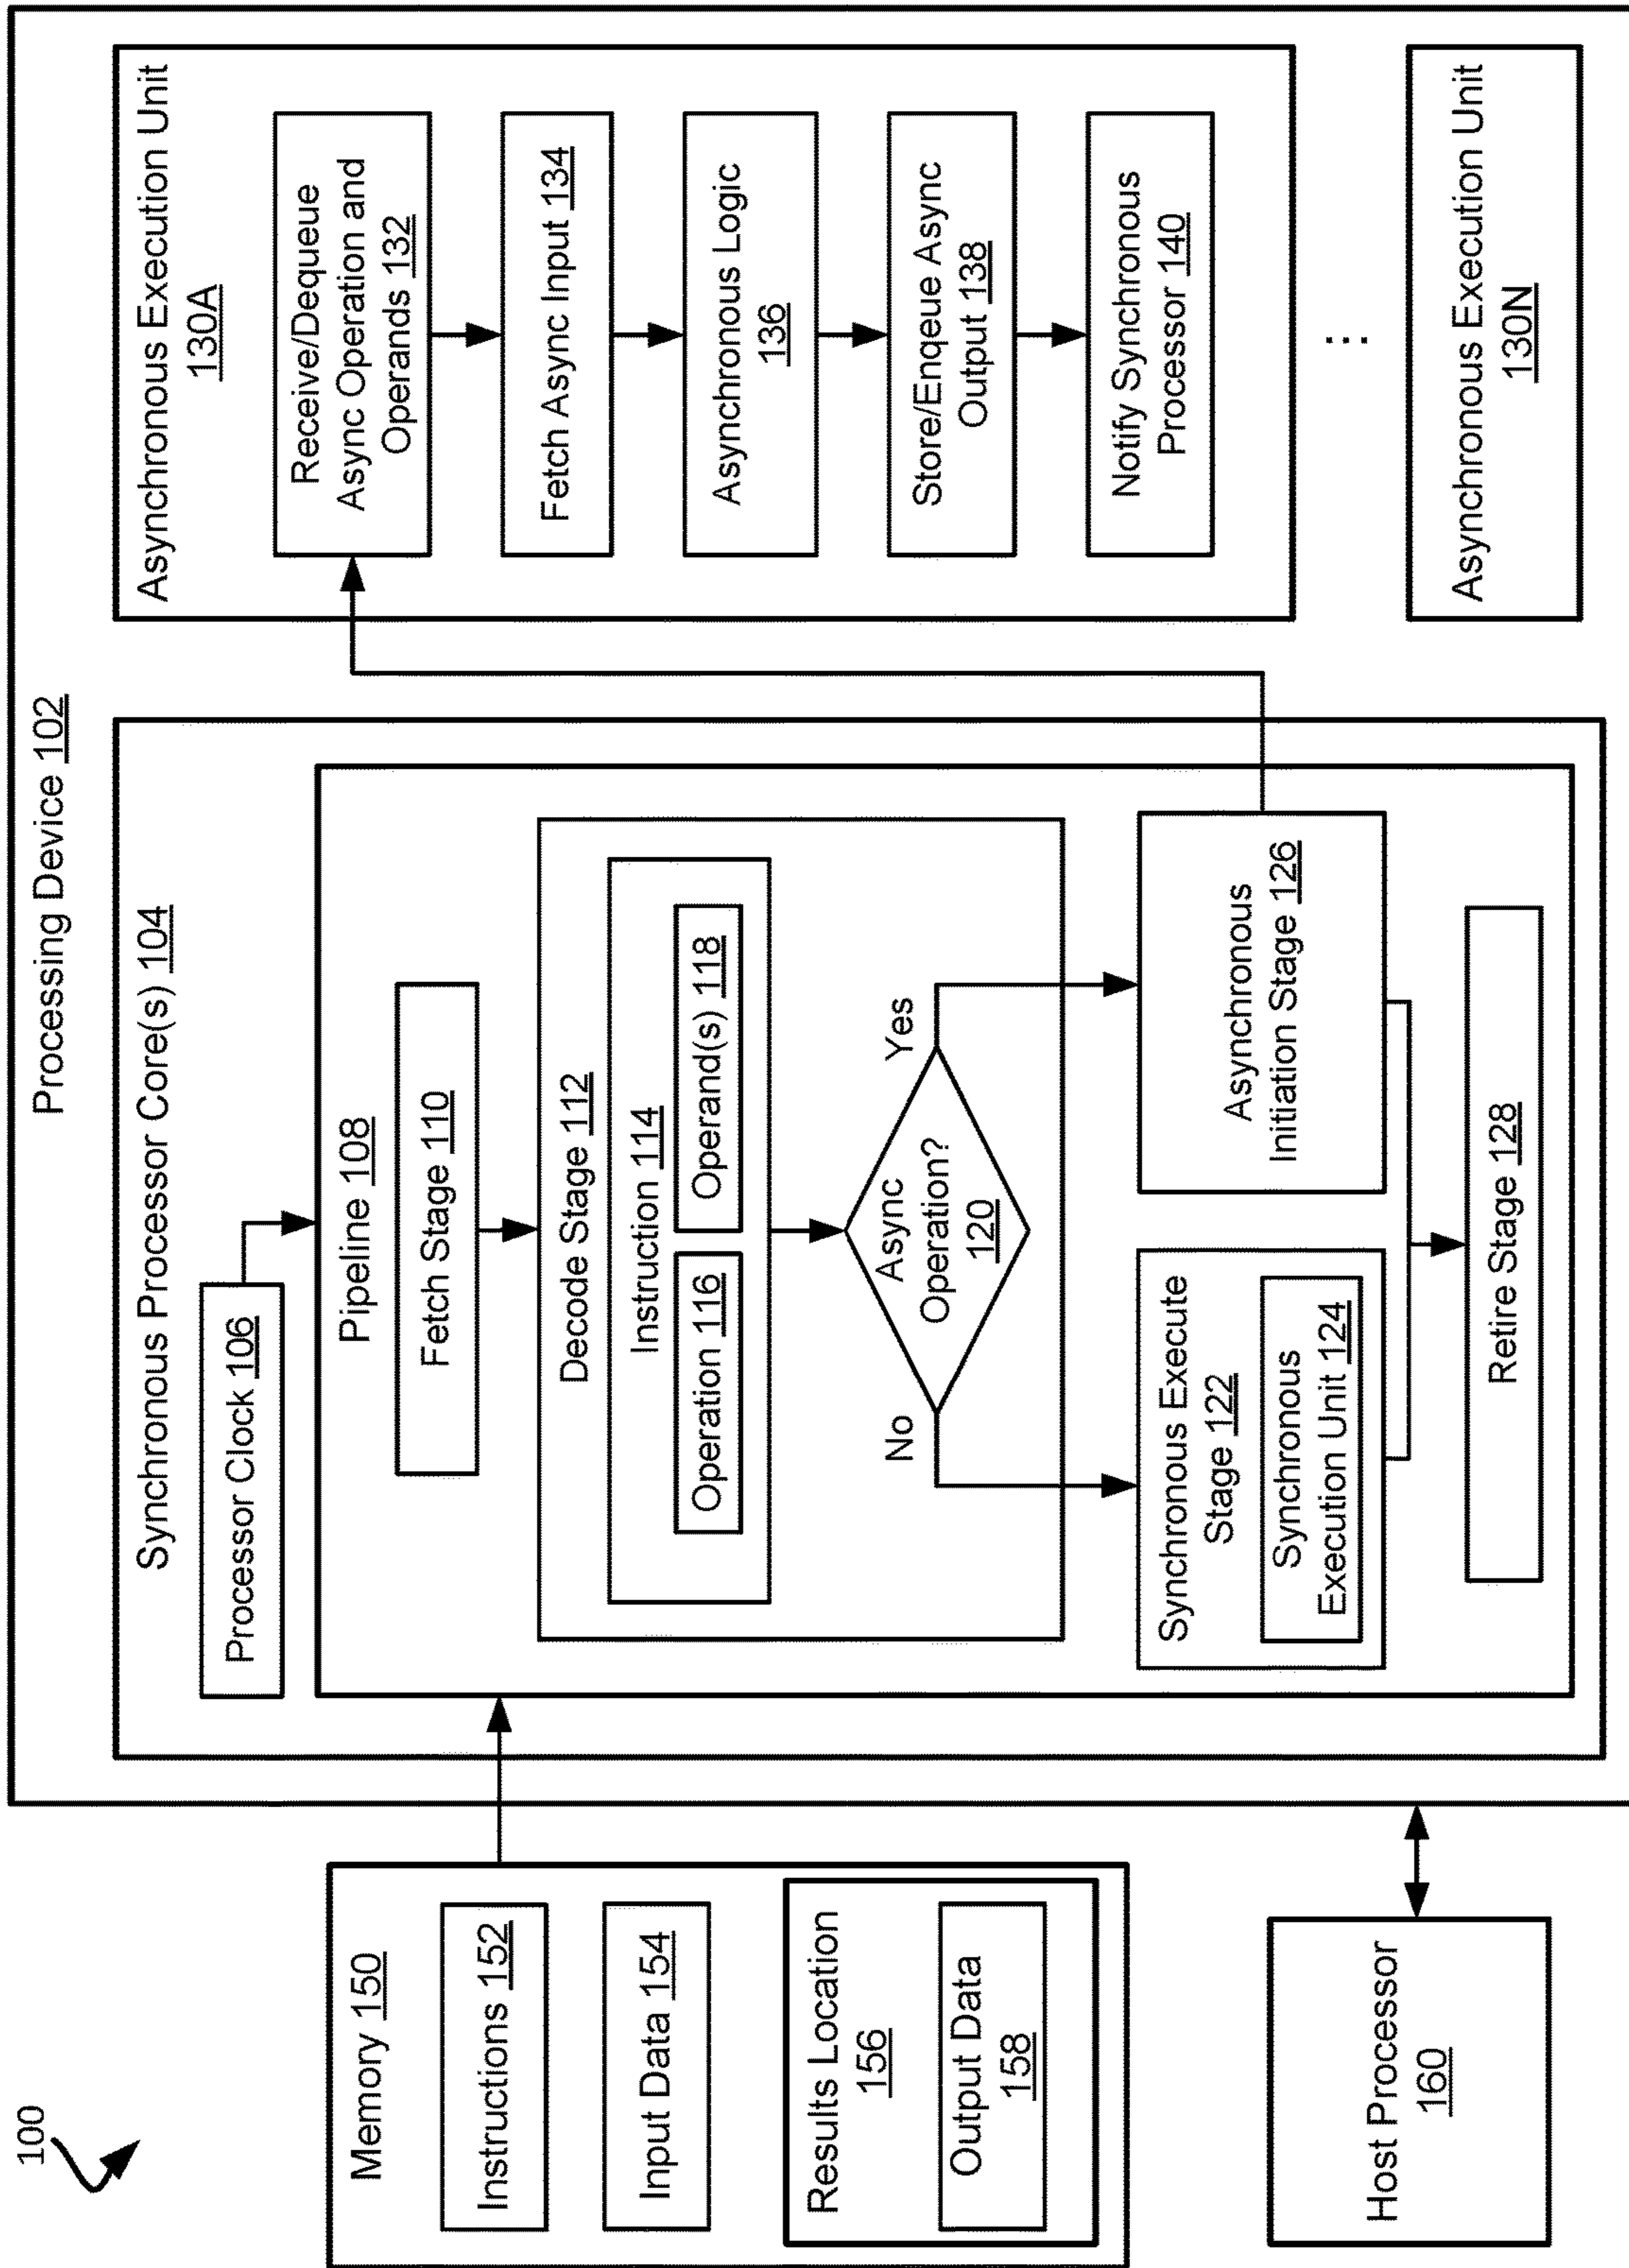 100
Memory 150
Instructions 152
Input Data 154
Results Location
156
Output Data
158
Host Processor
160
Processing Device 102
Synchronous Processor Core(s) 104
Processor Clock 106
Pipeline 108
Fetch Stage 110
Decode Stage 112
Instruction 114
Operation 116
Operand(s) 118
Async
Operation?
120
No
Yes
Synchronous Execute
Stage 122
Synchronous
Execution Unit 124
Asynchronous
Initiation Stage 126
Retire Stage 128
Asynchronous Execution Unit
130A
Receive/Dequeue
Async Operation and
Operands 132
Fetch Async Input 134
Asynchronous Logic
136
Store/Enqeue Async
Output 138
Notify Synchronous
Processor 140
...
Asynchronous Execution Unit
130N